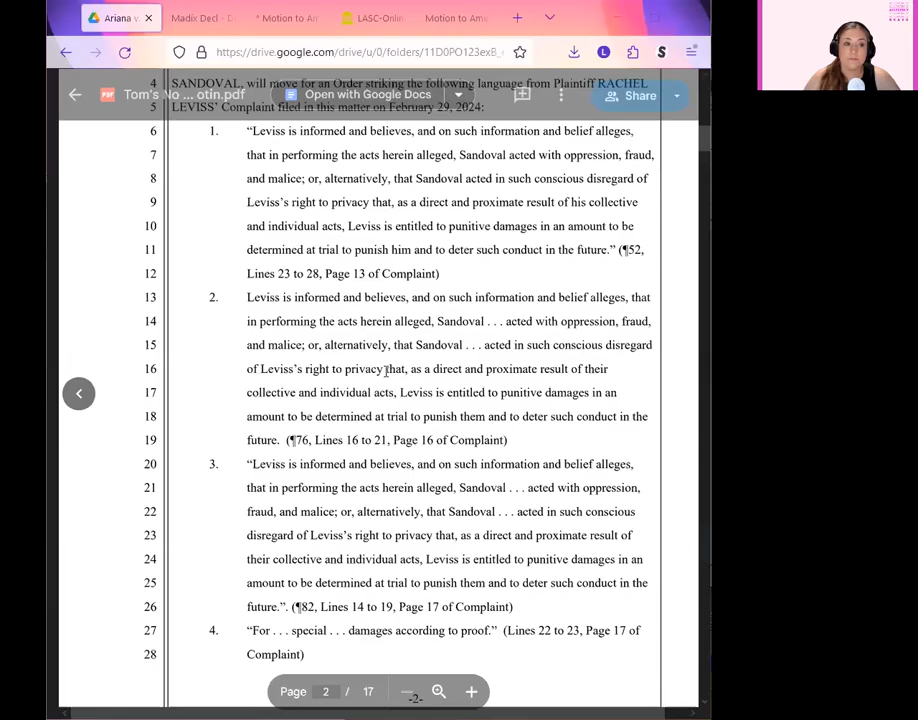 Ariana v.
Madix Decl - D
* Motion to Am
LASC-Onlin
Motion to Ame
https://drive.google.com/drive/u/0/folders/11D0PO123exB_
L
S
SANDOVAL, will move for an Order striking the following language from Plaintiff RACHEL
Tom's No ... otin.pdf
Open with Google Docs
Share
5 LEVISS' Complaint filed in this matter on February 29, 2024:
6 1. “Leviss is informed and believes, and on such information and belief alleges,
7 that in performing the acts herein alleged, Sandoval acted with oppression, fraud,
8 and malice; or, alternatively, that Sandoval acted in such conscious disregard of
9 Leviss’s right to privacy that, as a direct and proximate result of his collective
10 and individual acts, Leviss is entitled to punitive damages in an amount to be
11 determined at trial to punish him and to deter such conduct in the future.” (¶52,
12 Lines 23 to 28, Page 13 of Complaint)
13 2. Leviss is informed and believes, and on such information and belief alleges, that
14 in performing the acts herein alleged, Sandoval . . . acted with oppression, fraud,
15 and malice; or, alternatively, that Sandoval . . . acted in such conscious disregard
16 of Leviss’s right to privacy that, as a direct and proximate result of their
17 collective and individual acts, Leviss is entitled to punitive damages in an
18 amount to be determined at trial to punish them and to deter such conduct in the
19 future. (¶76, Lines 16 to 21, Page 16 of Complaint)
20 3. “Leviss is informed and believes, and on such information and belief alleges,
21 that in performing the acts herein alleged, Sandoval . . . acted with oppression,
22 fraud, and malice; or, alternatively, that Sandoval . . . acted in such conscious
23 disregard of Leviss’s right to privacy that, as a direct and proximate result of
24 their collective and individual acts, Leviss is entitled to punitive damages in an
25 amount to be determined at trial to punish them and to deter such conduct in the
26 future.”. (¶82, Lines 14 to 19, Page 17 of Complaint)
27 4. “For . . . special . . . damages according to proof.” (Lines 22 to 23, Page 17 of
28 Complaint)
Page 2 / 17
-2-